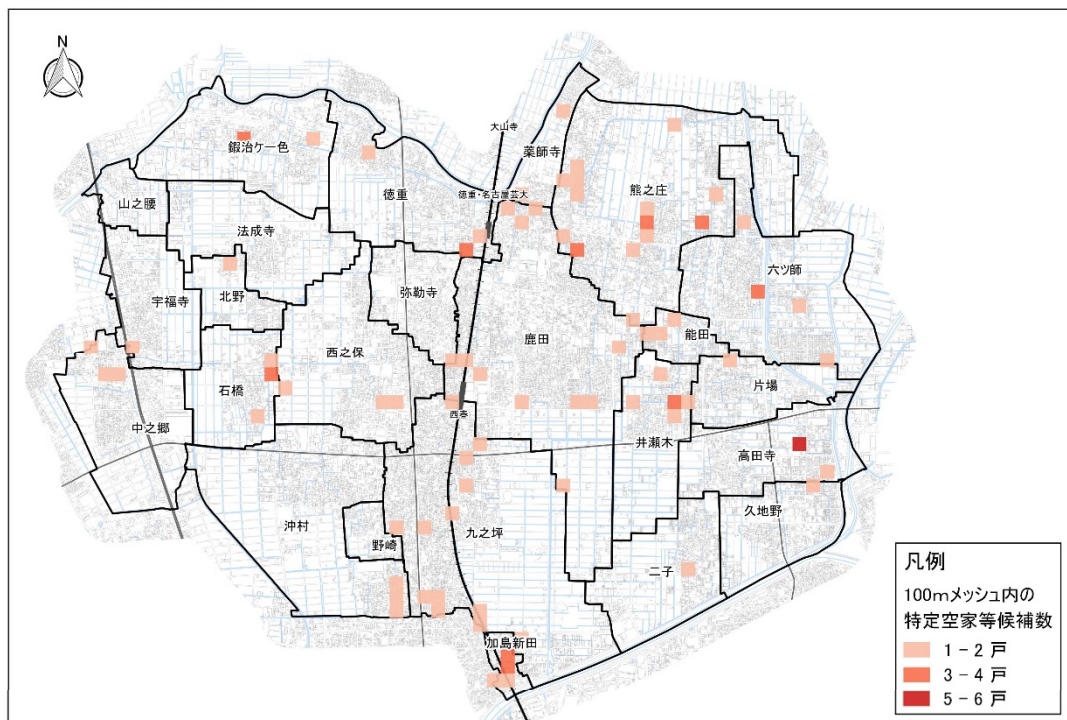 N
大山寺
薬師寺
鍜治ケ一色
熊之庄
徳重
徳重・名古屋芸大
山之腰
法成寺
六ツ師
北野
弥勒寺
宇福寺
鹿田
能田
西之保
石橋
片場
西春
中之郷
井瀬木
高田寺
久地野
沖村
九之坪
野崎
二子
加島新田
凡例
100mメッシュ内の
特定空家等候補数
1－2 戸
3－4 戸
5－6 戸